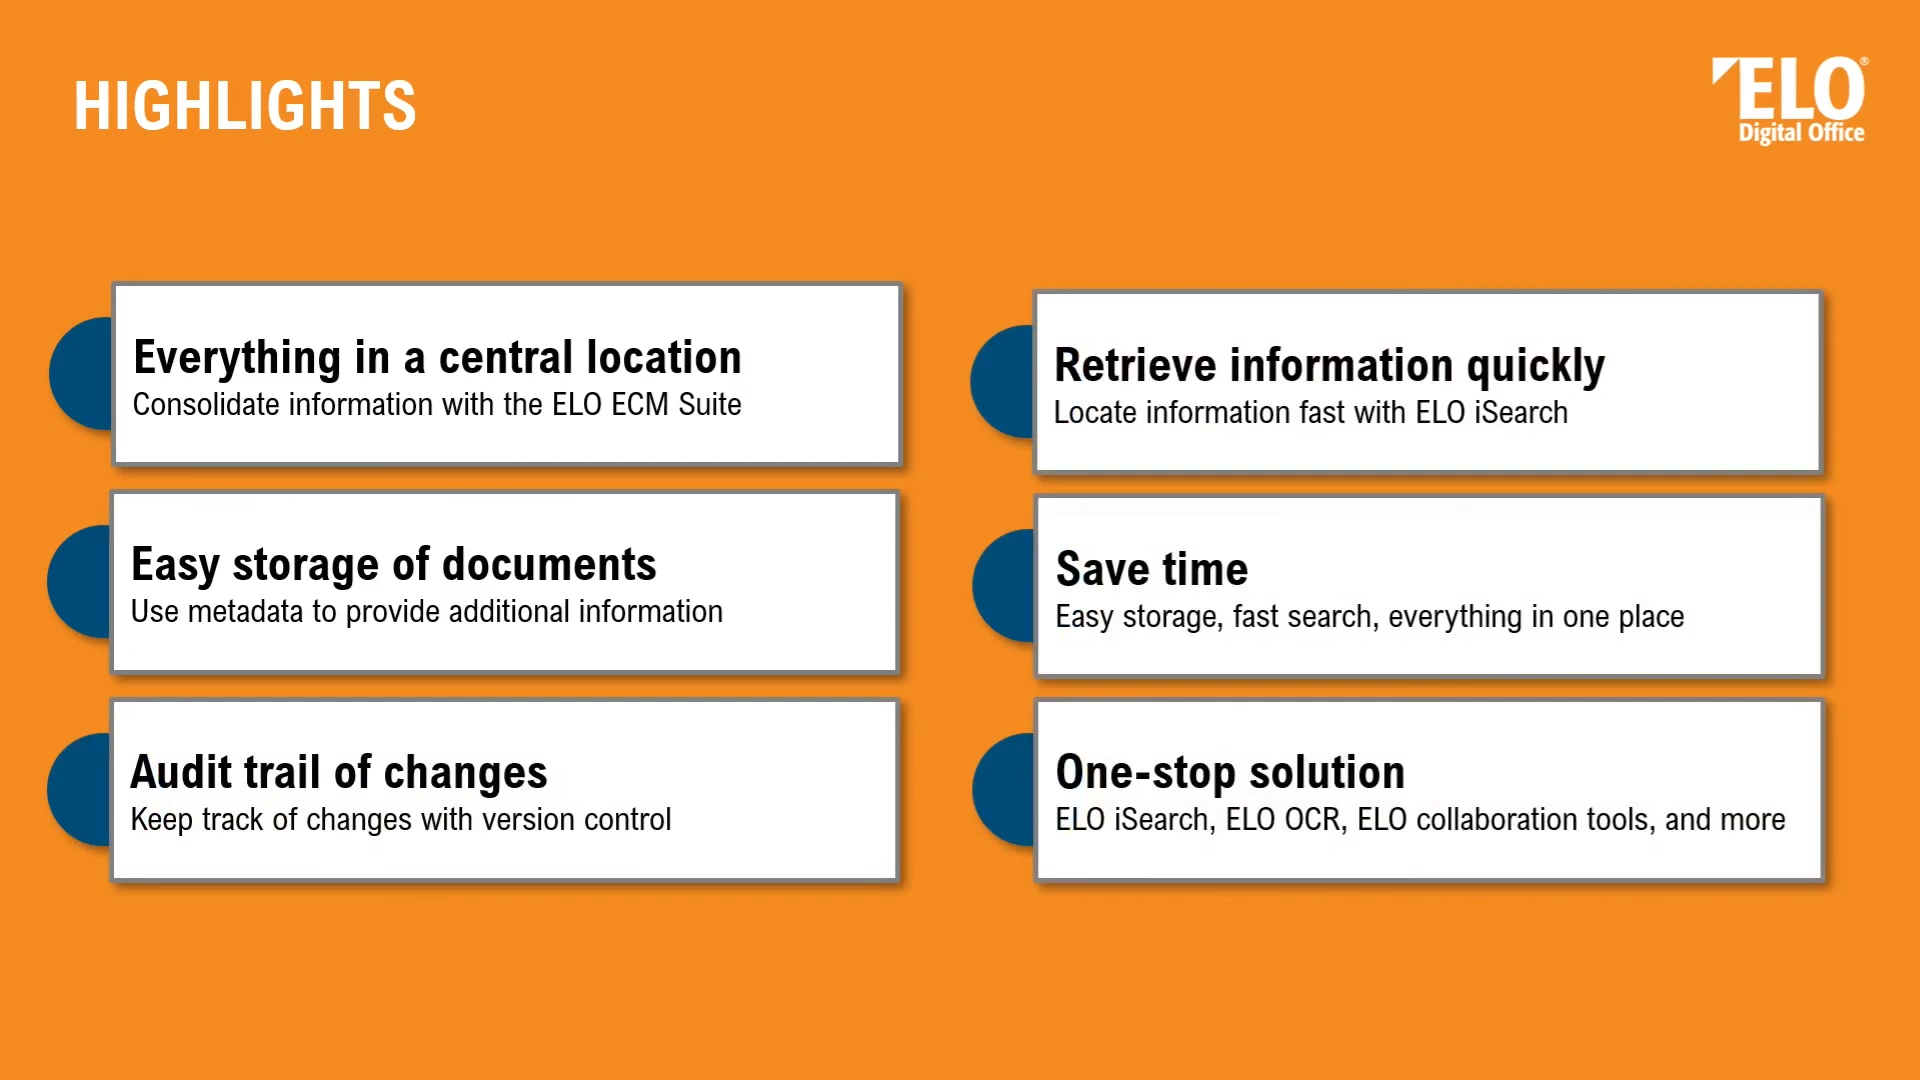 HIGHLIGHTS
ELO®
Digital Office
Everything in a central location
Consolidate information with the ELO ECM Suite
Easy storage of documents
Use metadata to provide additional information
Audit trail of changes
Keep track of changes with version control
Retrieve information quickly
Locate information fast with ELO iSearch
Save time
Easy storage, fast search, everything in one place
One-stop solution
ELO iSearch, ELO OCR, ELO collaboration tools, and more